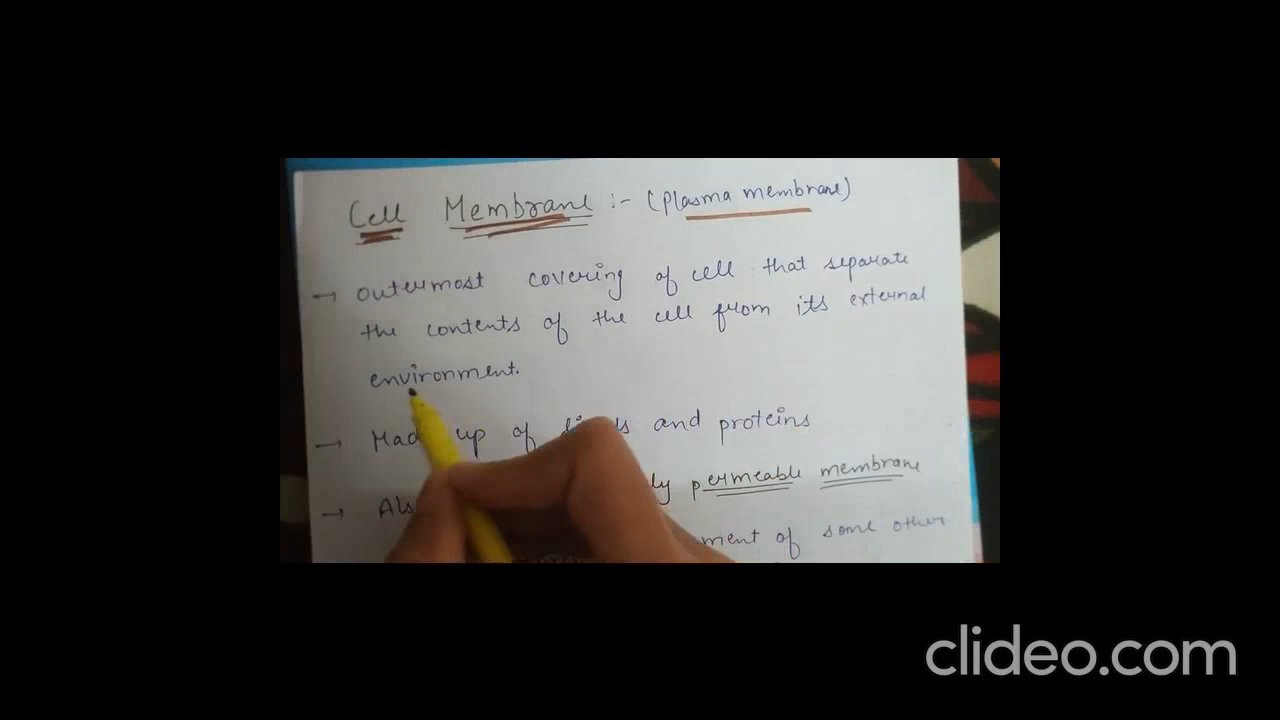 Cell Membrane :- (Plasma membrane)
→ outermost covering of cell that separate
the contents of the cell from its external
environment.
→ Made up of lipids and proteins
→ Als permeable membrane
of some other
clideo.com